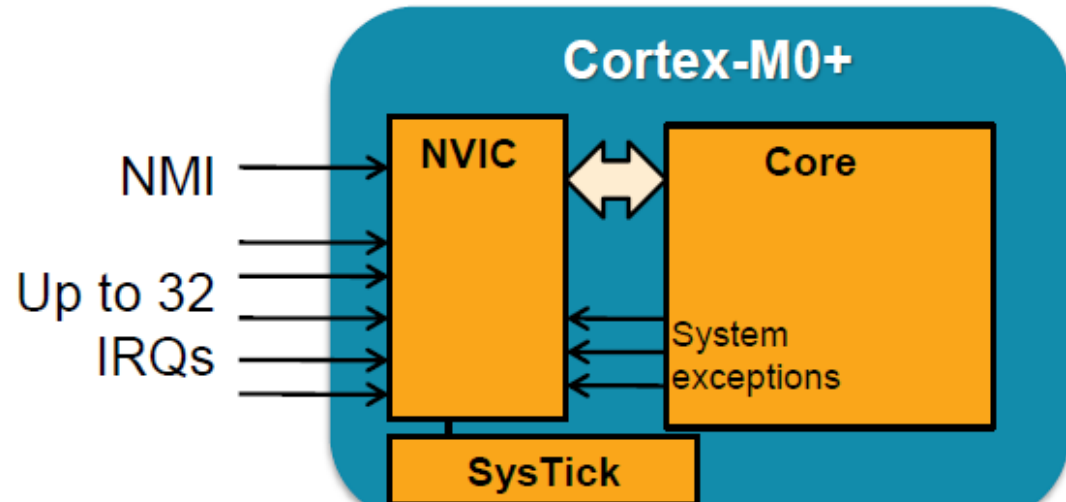 Cortex-M0+
NVIC
Core
NMI
Up to 32
IRQs
System
exceptions
SysTick